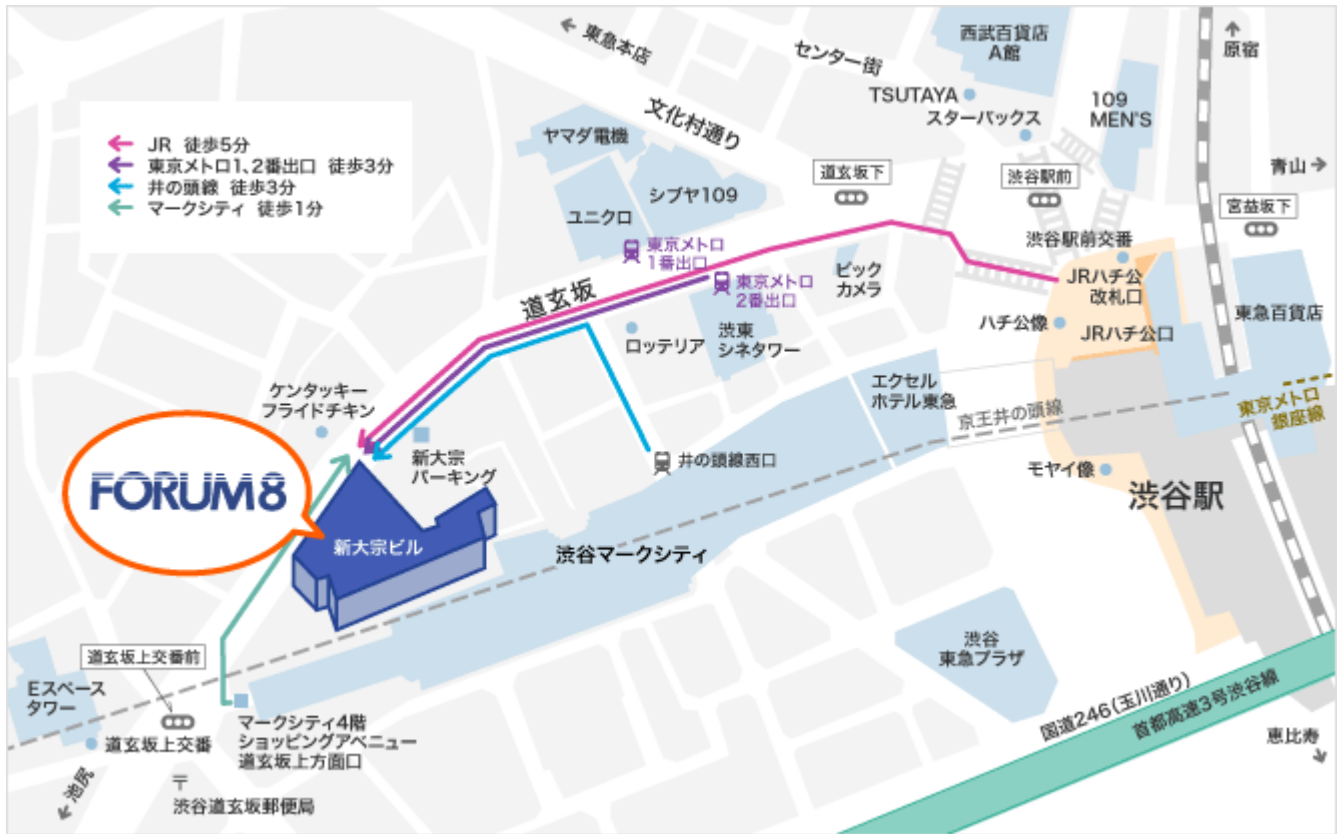 ← 東急本店
センター街
西武百貨店
A館
↑
原宿
TSUTAYA
スターバックス
109
MEN'S
JR 徒歩5分
東京メトロ1、2番出口 徒歩3分
井の頭線 徒歩3分
マークシティ 徒歩1分
ヤマダ電機
文化村通り
シブヤ109
ユニクロ
道玄坂下
渋谷駅前
青山→
宮益坂下
渋谷駅前交番
東京メトロ
1番出口
東京メトロ
2番出口
ビック
カメラ
JRハチ公
改札口
道玄坂
ロッテリア
渋東
シネタワー
ハチ公像
JRハチ公口
東急百貨店
ケンタッキー
フライドチキン
エクセル
ホテル東急
京王井の頭線
東京メトロ
銀座線
新大宗
パーキング
井の頭線西口
モヤイ像
渋谷駅
FORUM8
新大宗ビル
渋谷マークシティ
渋谷
東急プラザ
道玄坂上交番前
Eスペース
タワー
道玄坂上交番
マークシティ4階
ショッピングアベニュー
道玄坂上方面口
国道246(玉川通り)
首都高速3号渋谷線
恵比寿
池尻
〒
渋谷道玄坂郵便局